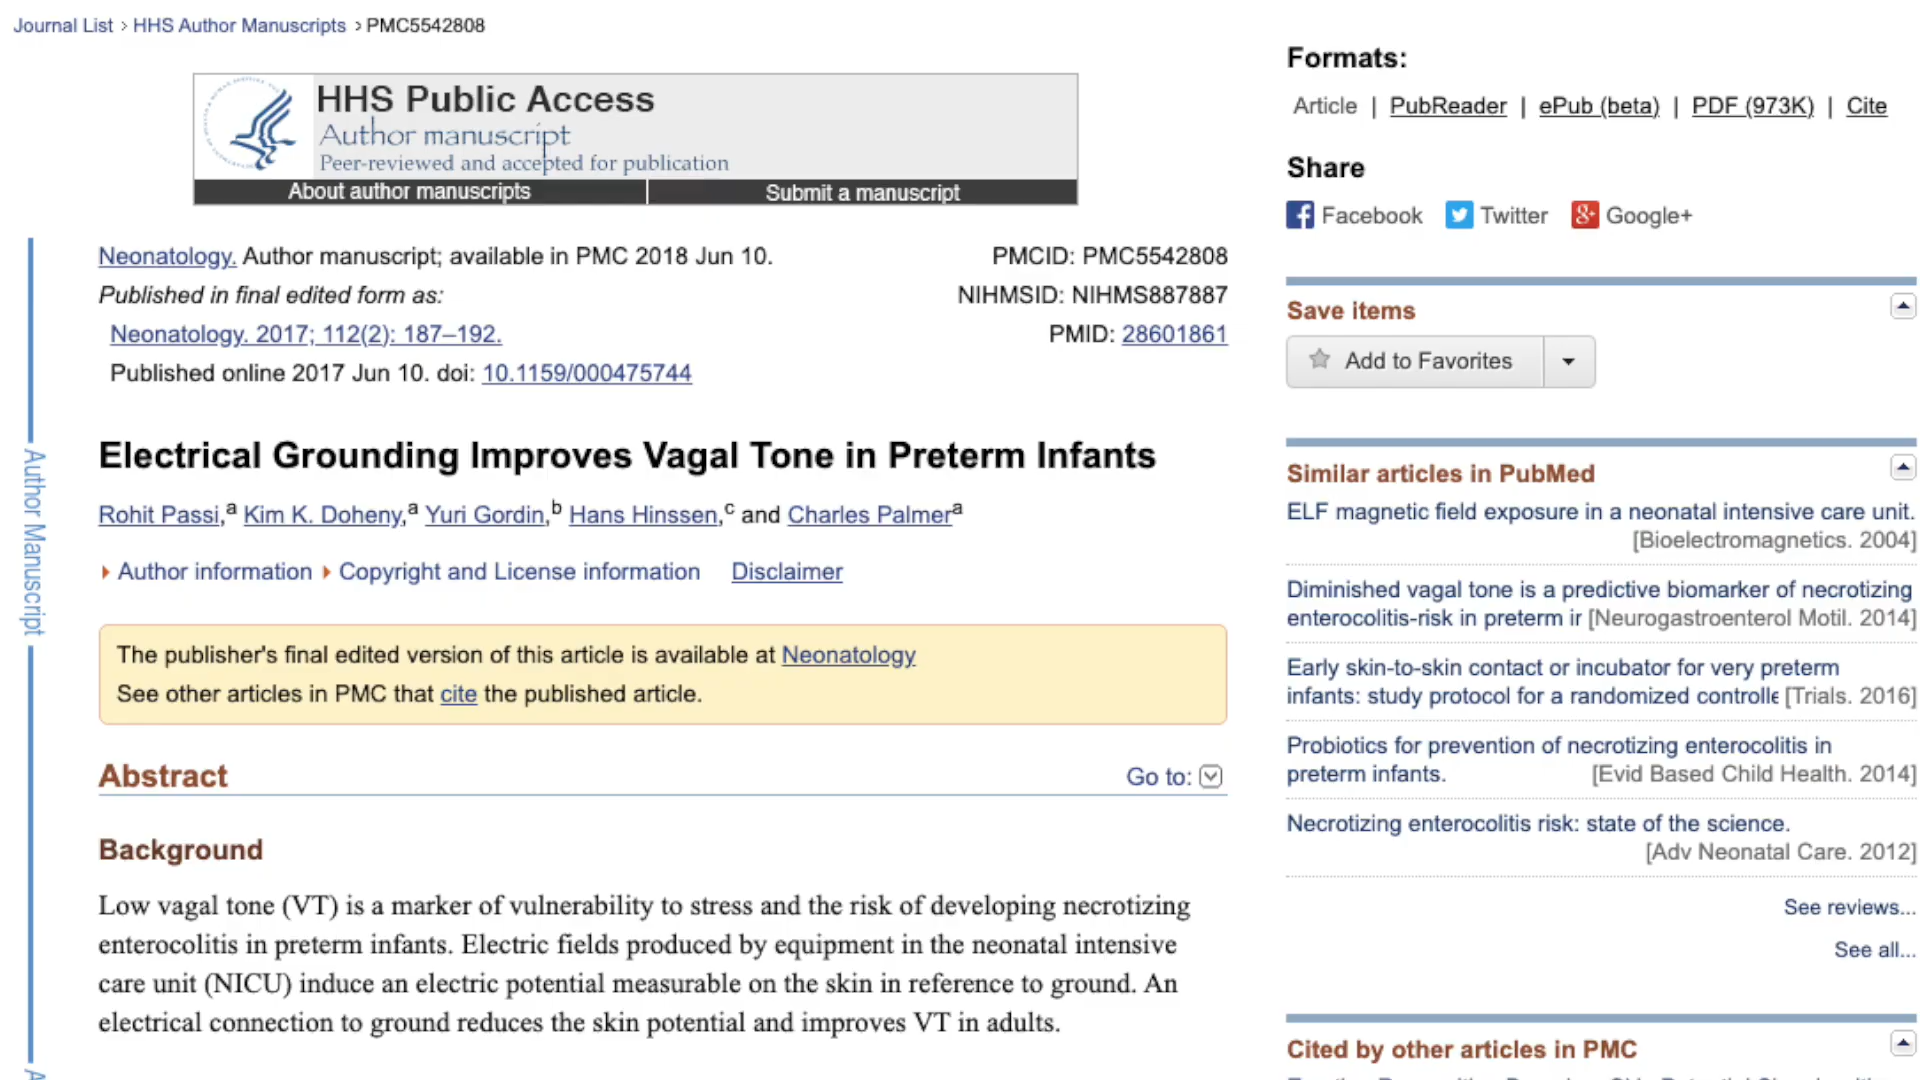 Journal List > HHS Author Manuscripts > PMC5542808
HHS Public Access
Author manuscript
Peer-reviewed and accepted for publication
About author manuscripts
Submit a manuscript
Neonatology. Author manuscript; available in PMC 2018 Jun 10.
Published in final edited form as:
Neonatology. 2017; 112(2): 187–192.
Published online 2017 Jun 10. doi: 10.1159/000475744
PMCID: PMC5542808
NIHMSID: NIHMS887887
PMID: 28601861
Author Manuscript
Electrical Grounding Improves Vagal Tone in Preterm Infants
Rohit Passi,a Kim K. Doheny,a Yuri Gordin,b Hans Hinssen,c and Charles Palmera
Author information Copyright and License information Disclaimer
The publisher's final edited version of this article is available at Neonatology
See other articles in PMC that cite the published article.
Abstract
Go to:
Background
Low vagal tone (VT) is a marker of vulnerability to stress and the risk of developing necrotizing
enterocolitis in preterm infants. Electric fields produced by equipment in the neonatal intensive
care unit (NICU) induce an electric potential measurable on the skin in reference to ground. An
electrical connection to ground reduces the skin potential and improves VT in adults.
Formats:
Article | PubReader | ePub (beta) | PDF (973K) | Cite
Share
Facebook Twitter Google+
Save items
Add to Favorites
Similar articles in PubMed
ELF magnetic field exposure in a neonatal intensive care unit.
[Bioelectromagnetics. 2004]
Diminished vagal tone is a predictive biomarker of necrotizing
enterocolitis-risk in preterm ir [Neurogastroenterol Motil. 2014]
Early skin-to-skin contact or incubator for very preterm
infants: study protocol for a randomized controlle [Trials. 2016]
Probiotics for prevention of necrotizing enterocolitis in
preterm infants. [Evid Based Child Health. 2014]
Necrotizing enterocolitis risk: state of the science.
[Adv Neonatal Care. 2012]
See reviews...
See all...
Cited by other articles in PMC